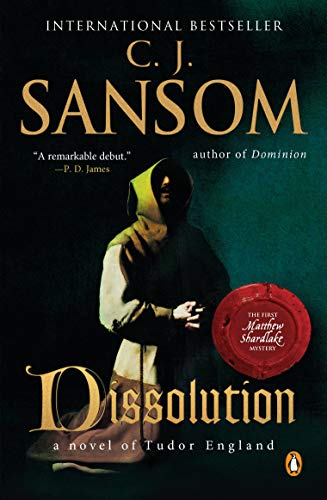 INTERNATIONAL BESTSELLER
C. J.
SANSOM
"A remarkable debut."
—P. D. James
author of Dominion
THE FIRST
Matthew
Shardlake
MYSTERY
Dissolution
a novel of Tudor England